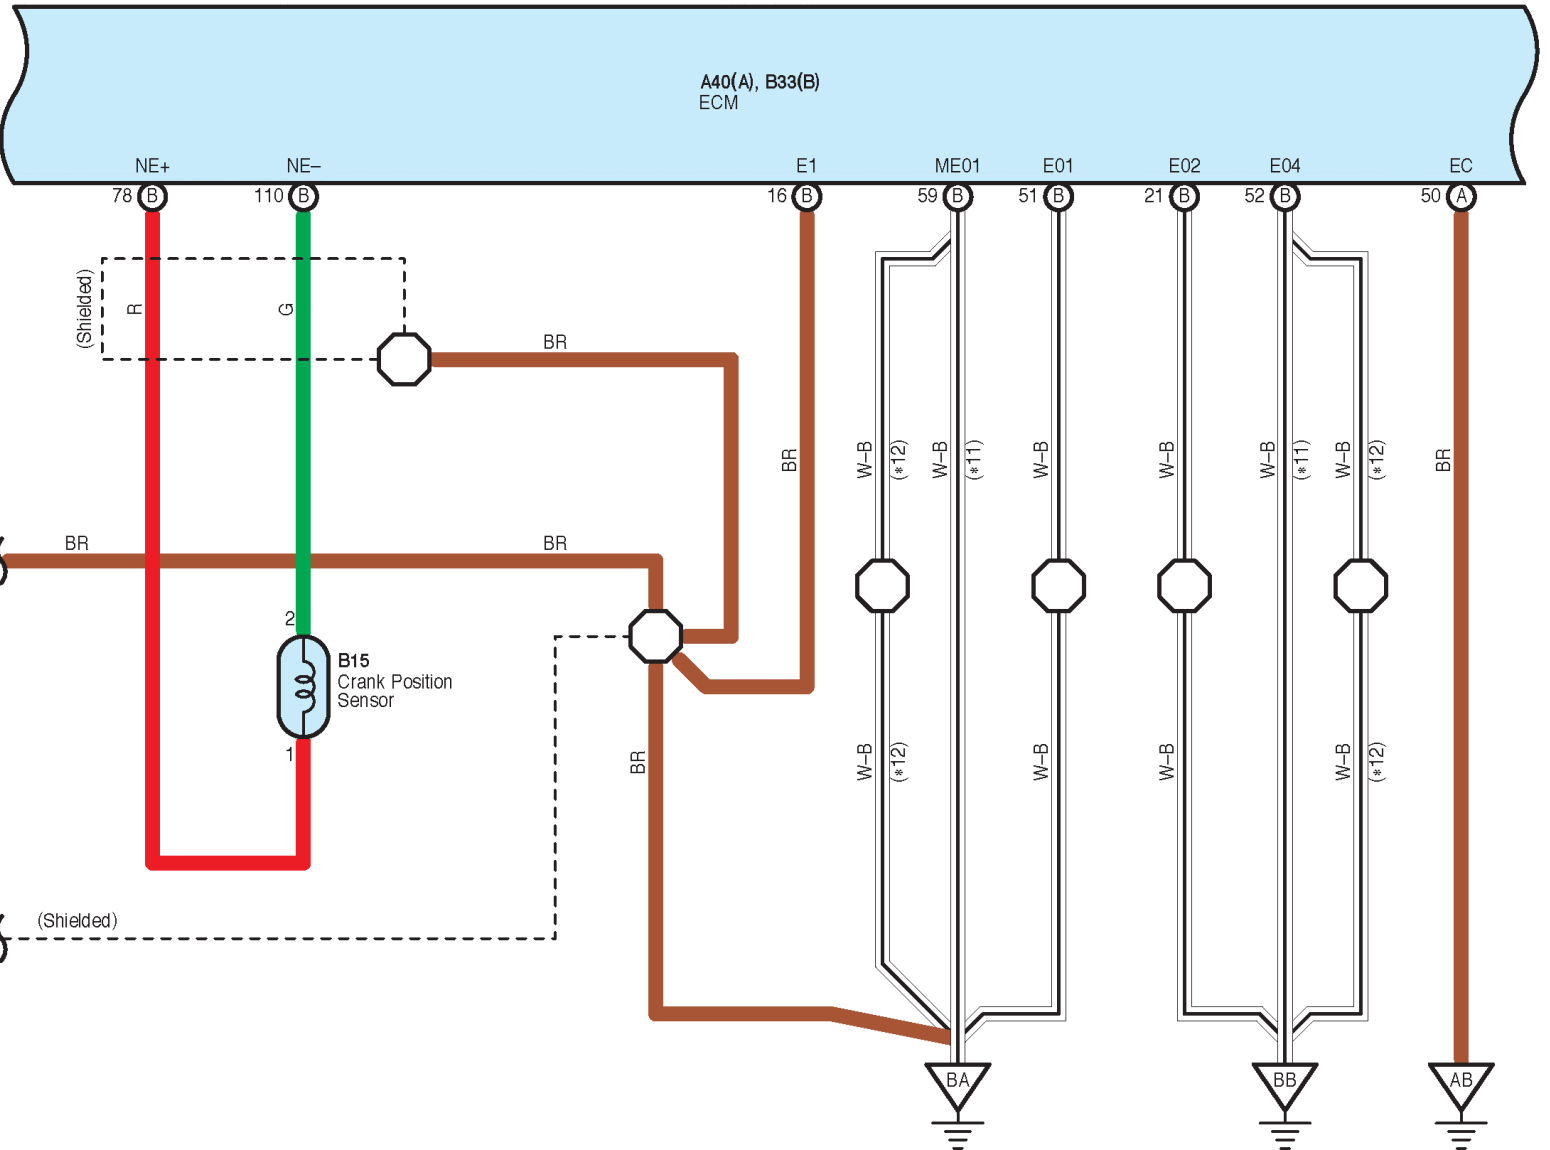 A40(A), B33(B)
ECM
NE+ NE– E1 ME01 E01 E02 E04 EC
78 B 110 B 16 B 59 B 51 B 21 B 52 B 50 A
(Shielded)
R
G
BR
BR
W–B
(*12)
W–B
(*11)
W–B
W–B
W–B
(*11)
W–B
(*12)
BR
BR BR
2
B15
Crank Position
Sensor
1
BR
W–B
(*12)
W–B
W–B
W–B
(*12)
(Shielded)
BA BB AB